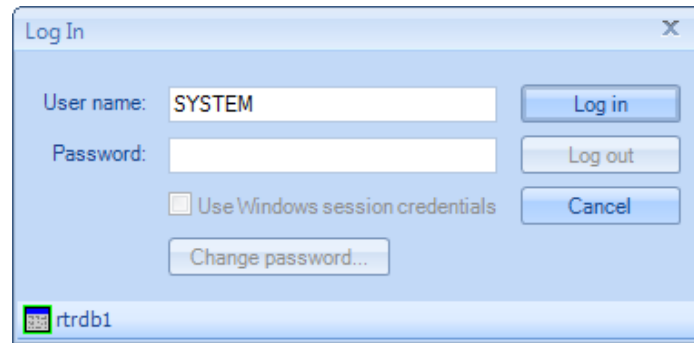 Log In
User name: SYSTEM Log in
Password: Log out
Use Windows session credentials Cancel
Change password...
rtrdb1